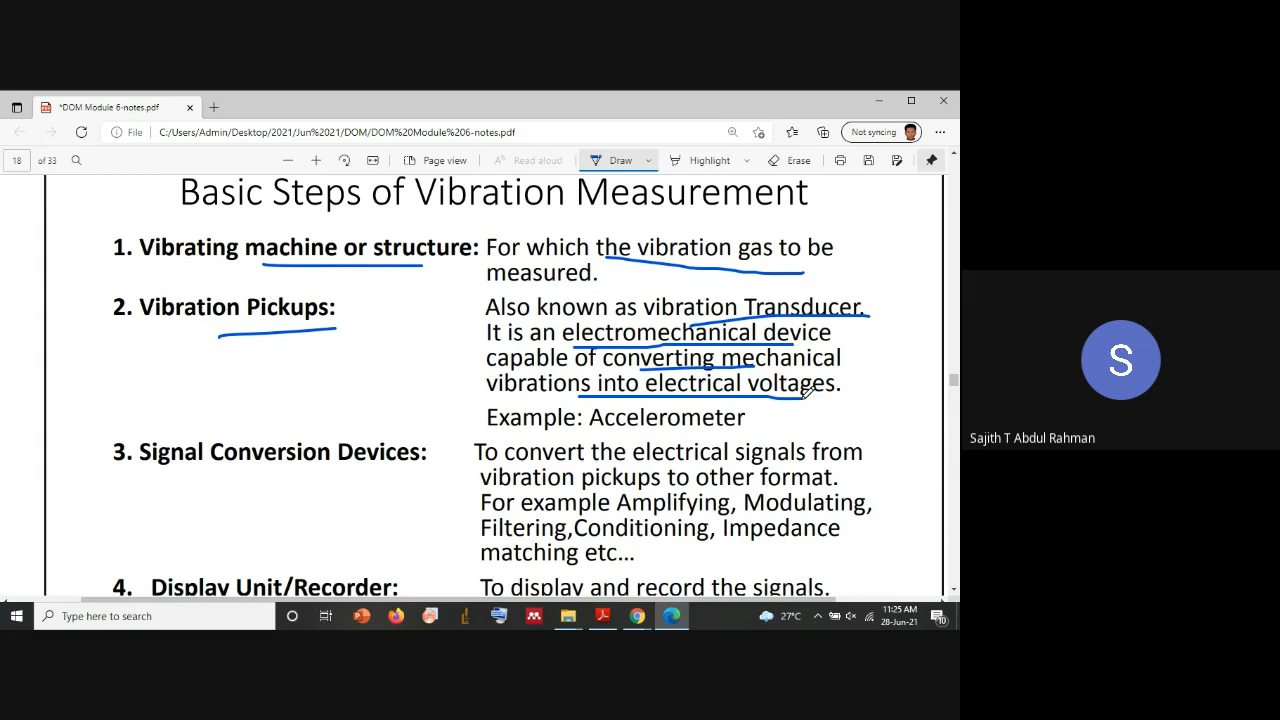 *DOM Module 6-notes.pdf
File C:/Users/Admin/Desktop/2021/Jun%2021/DOM/DOM%20Module%206-notes.pdf Not syncing
18 of 33 Page view Read aloud Draw Highlight Erase
Basic Steps of Vibration Measurement
1. Vibrating machine or structure: For which the vibration gas to be
measured.
2. Vibration Pickups: Also known as vibration Transducer.
It is an electromechanical device
capable of converting mechanical
vibrations into electrical voltages.
Example: Accelerometer
3. Signal Conversion Devices: To convert the electrical signals from
vibration pickups to other format.
For example Amplifying, Modulating,
Filtering,Conditioning, Impedance
matching etc...
4. Display Unit/Recorder: To display and record the signals.
S
Sajith T Abdul Rahman
Type here to search 27°C 11:25 AM
28-Jun-21
10